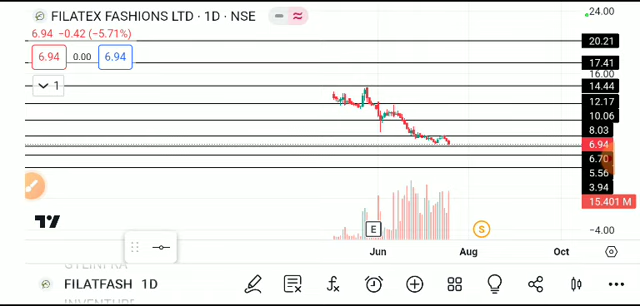 FILATEX FASHIONS LTD · 1D · NSE
6.94 −0.42 (−5.71%)
6.94 0.00 6.94
1
24.00
20.21
17.41
16.00
14.44
12.17
10.06
8.03
6.94
6.70
5.56
3.94
15.401 M
−4.00
E
S
Jun Aug Oct
FILATFASH 1D